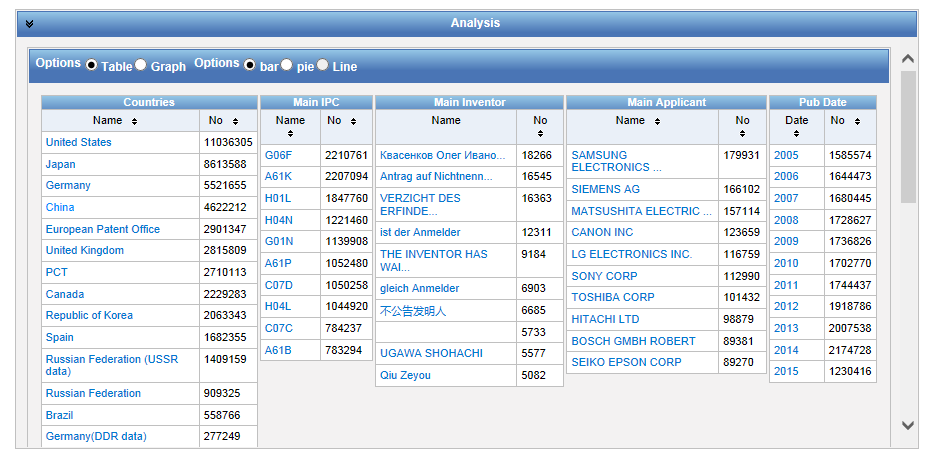 Analysis
Options Table Graph Options bar pie Line
Countries
Name No
United States 11036305
Japan 8613588
Germany 5521655
China 4622212
European Patent Office 2901347
United Kingdom 2815809
PCT 2710113
Canada 2229283
Republic of Korea 2063343
Spain 1682355
Russian Federation (USSR 1409159
data)
Russian Federation 909325
Brazil 558766
Germany(DDR data) 277249
Main IPC
Name No
G06F 2210761
A61K 2207094
H01L 1847760
H04N 1221460
G01N 1139908
A61P 1052480
C07D 1050258
H04L 1044920
C07C 784237
A61B 783294
Main Inventor
Name No
Квасенков Олег Ивано... 18266
Antrag auf Nichtnenn... 16545
VERZICHT DES 16363
ERFINDE...
ist der Anmelder 12311
THE INVENTOR HAS 9184
WAI...
gleich Anmelder 6903
不公告发明人 6685
5733
UGAWA SHOHACHI 5577
Qiu Zeyou 5082
Main Applicant
Name No
SAMSUNG 179931
ELECTRONICS ...
SIEMENS AG 166102
MATSUSHITA ELECTRIC ... 157114
CANON INC 123659
LG ELECTRONICS INC. 116759
SONY CORP 112990
TOSHIBA CORP 101432
HITACHI LTD 98879
BOSCH GMBH ROBERT 89381
SEIKO EPSON CORP 89270
Pub Date
Date No
2005 1585574
2006 1644473
2007 1680445
2008 1728627
2009 1736826
2010 1702770
2011 1744437
2012 1918786
2013 2007538
2014 2174728
2015 1230416